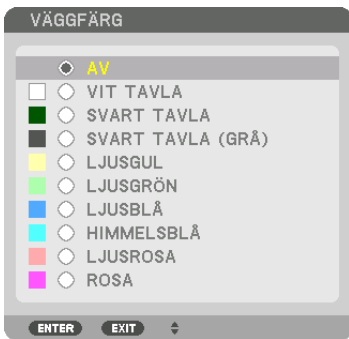 VÄGGFÄRG
AV
VIT TAVLA
SVART TAVLA
SVART TAVLA (GRÅ)
LJUSGUL
LJUSGRÖN
LJUSBLÅ
HIMMELSBLÅ
LJUSROSA
ROSA
ENTER EXIT